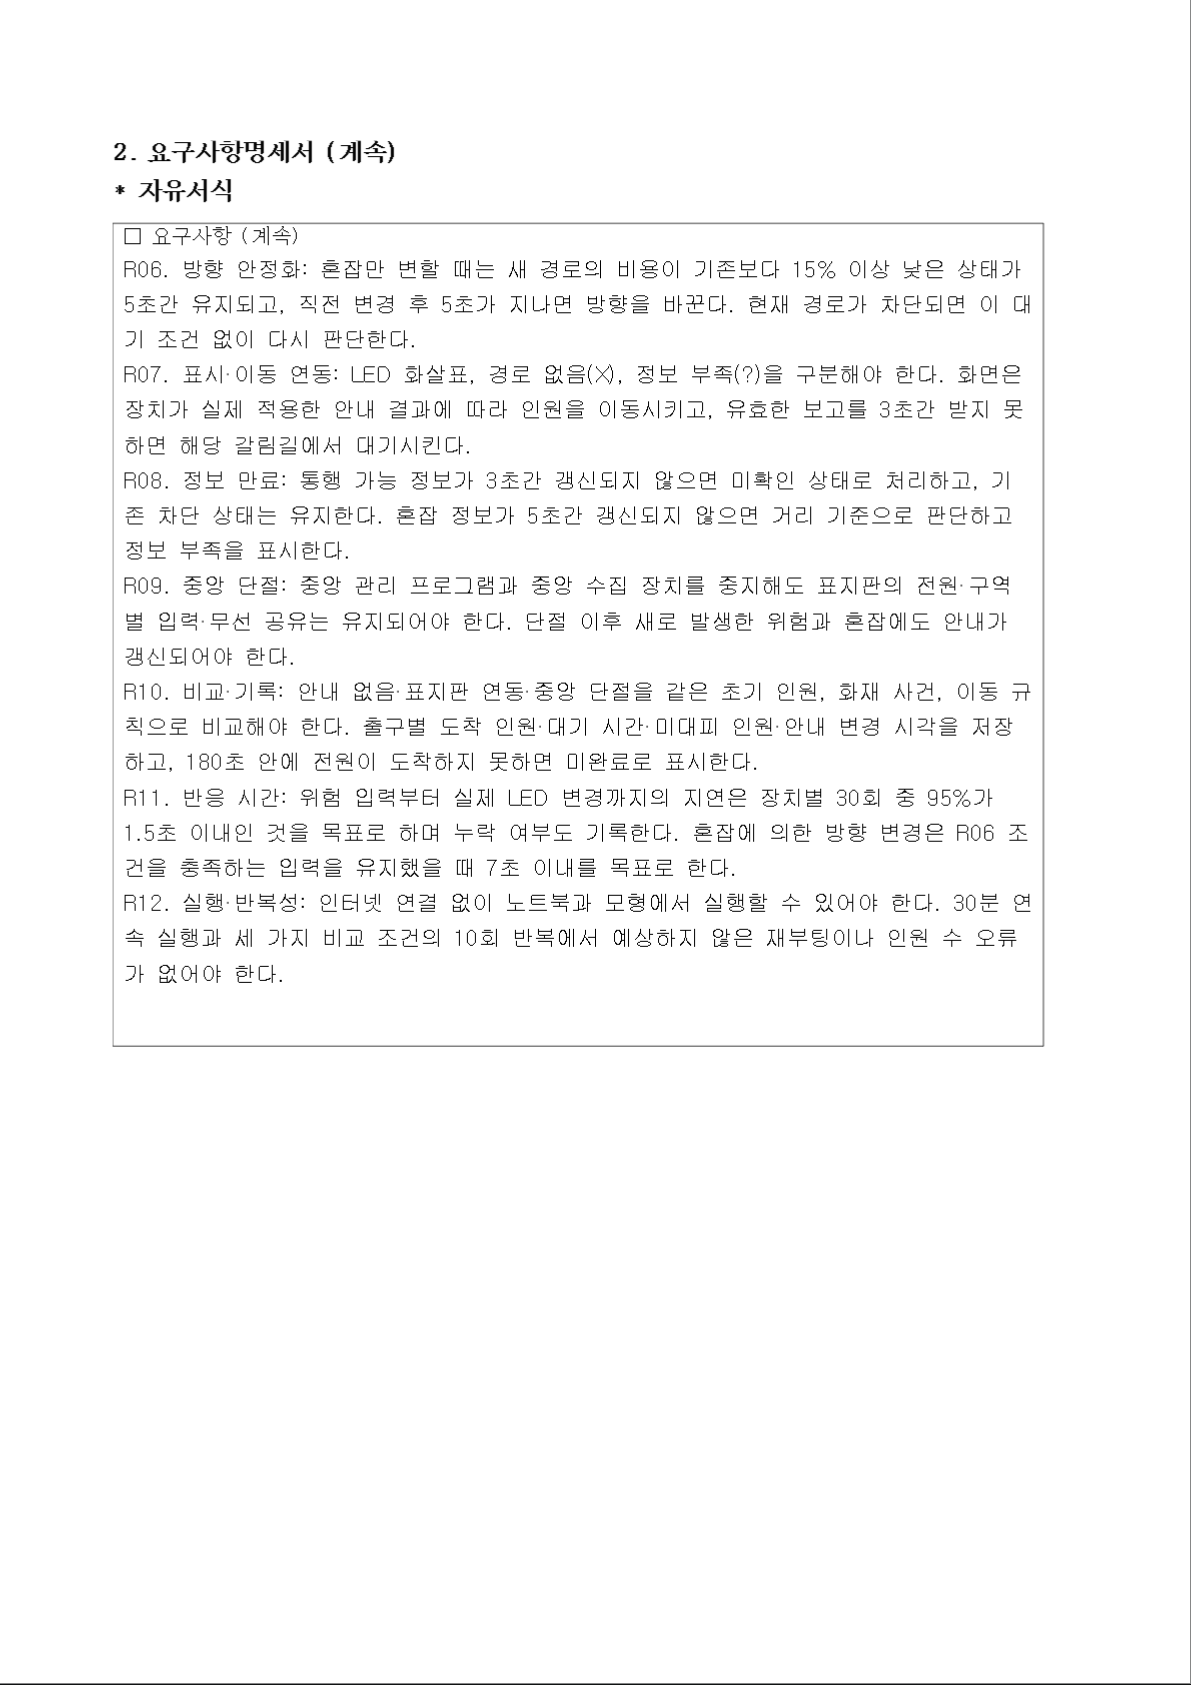 2. 요구사항명세서 (계속)
* 자유서식
□ 요구사항 (계속)
R06. 방향 안정화: 혼잡만 변할 때는 새 경로의 비용이 기존보다 15% 이상 낮은 상태가
5초간 유지되고, 직전 변경 후 5초가 지나면 방향을 바꾼다. 현재 경로가 차단되면 이 대
기 조건 없이 다시 판단한다.
R07. 표시·이동 연동: LED 화살표, 경로 없음(X), 정보 부족(?)을 구분해야 한다. 화면은
장치가 실제 적용한 안내 결과에 따라 인원을 이동시키고, 유효한 보고를 3초간 받지 못
하면 해당 갈림길에서 대기시킨다.
R08. 정보 만료: 통행 가능 정보가 3초간 갱신되지 않으면 미확인 상태로 처리하고, 기
존 차단 상태는 유지한다. 혼잡 정보가 5초간 갱신되지 않으면 거리 기준으로 판단하고
정보 부족을 표시한다.
R09. 중앙 단절: 중앙 관리 프로그램과 중앙 수집 장치를 중지해도 표지판의 전원·구역
별 입력·무선 공유는 유지되어야 한다. 단절 이후 새로 발생한 위험과 혼잡에도 안내가
갱신되어야 한다.
R10. 비교·기록: 안내 없음·표지판 연동·중앙 단절을 같은 초기 인원, 화재 사건, 이동 규
칙으로 비교해야 한다. 출구별 도착 인원·대기 시간·미대피 인원·안내 변경 시각을 저장
하고, 180초 안에 전원이 도착하지 못하면 미완료로 표시한다.
R11. 반응 시간: 위험 입력부터 실제 LED 변경까지의 지연은 장치별 30회 중 95%가
1.5초 이내인 것을 목표로 하며 누락 여부도 기록한다. 혼잡에 의한 방향 변경은 R06 조
건을 충족하는 입력을 유지했을 때 7초 이내를 목표로 한다.
R12. 실행·반복성: 인터넷 연결 없이 노트북과 모형에서 실행할 수 있어야 한다. 30분 연
속 실행과 세 가지 비교 조건의 10회 반복에서 예상하지 않은 재부팅이나 인원 수 오류
가 없어야 한다.